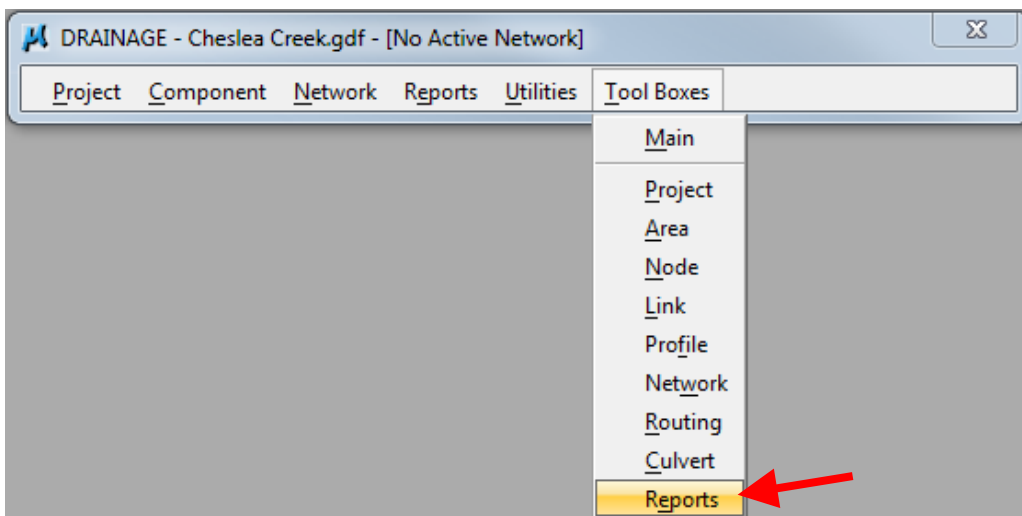 DRAINAGE - Cheslea Creek.gdf - [No Active Network]
Project Component Network Reports Utilities Tool Boxes
Main
Project
Area
Node
Link
Profile
Network
Routing
Culvert
Reports